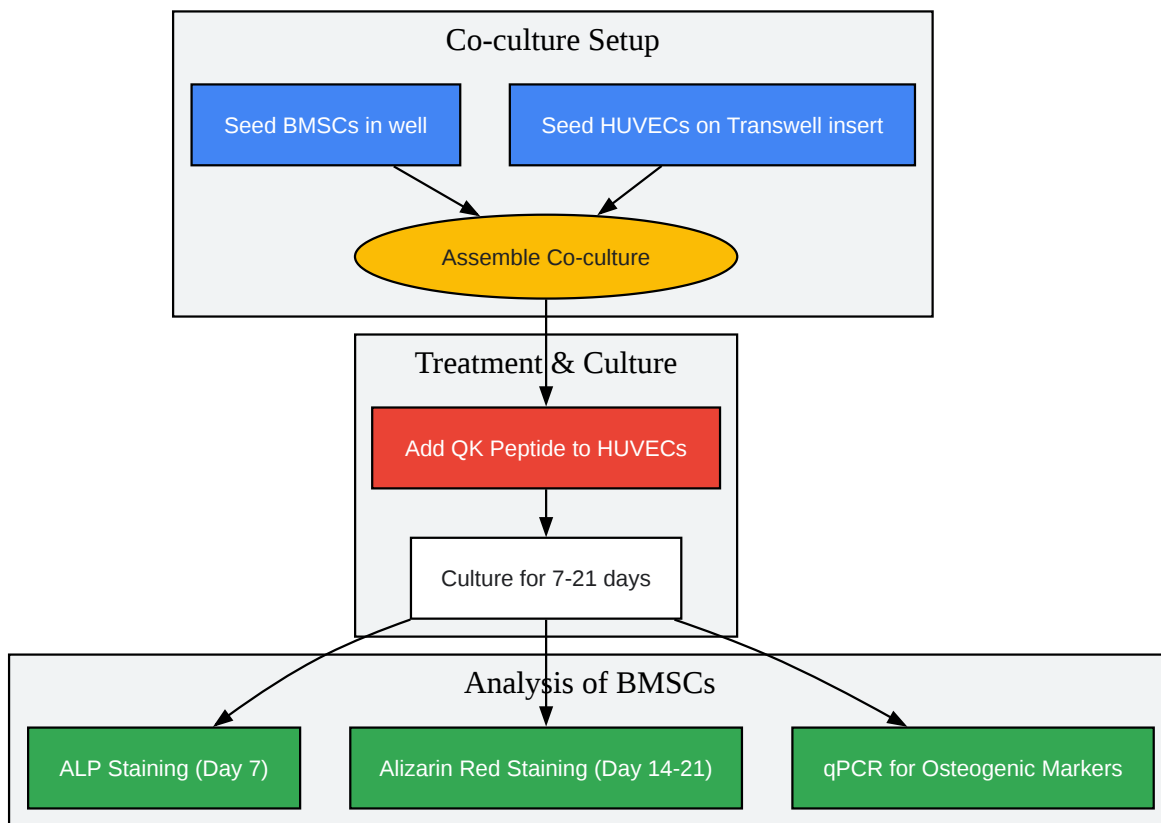 Co-culture Setup
Seed BMSCs in well
Seed HUVECs on Transwell insert
Assemble Co-culture
Treatment & Culture
Add QK Peptide to HUVECs
Culture for 7-21 days
Analysis of BMSCs
ALP Staining (Day 7)
Alizarin Red Staining (Day 14-21)
qPCR for Osteogenic Markers